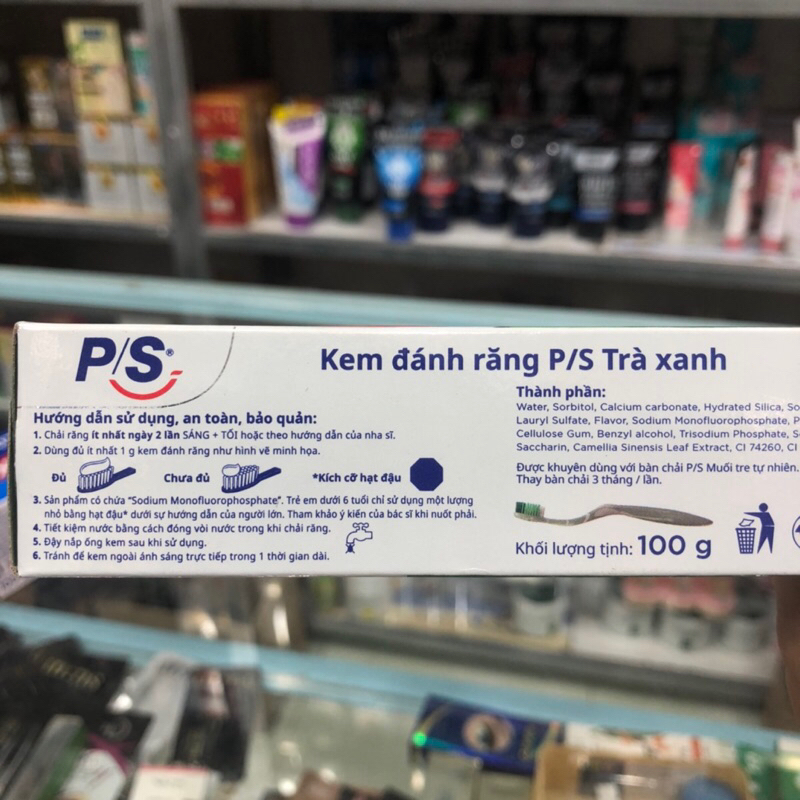 P/S®
Kem đánh răng P/S Trà xanh
Hướng dẫn sử dụng, an toàn, bảo quản:
1. Chải răng ít nhất ngày 2 lần SÁNG + TỐI hoặc theo hướng dẫn của nha sĩ.
2. Dùng đủ ít nhất 1 g kem đánh răng như hình vẽ minh họa.
Đủ
Chưa đủ
*Kích cỡ hạt đậu
3. Sản phẩm có chứa "Sodium Monofluorophosphate". Trẻ em dưới 6 tuổi chỉ sử dụng một lượng
nhỏ bằng hạt đậu* dưới sự hướng dẫn của người lớn. Tham khảo ý kiến của bác sĩ khi nuốt phải.
4. Tiết kiệm nước bằng cách đóng vòi nước trong khi chải răng.
5. Đậy nắp ống kem sau khi sử dụng.
6. Tránh để kem ngoài ánh sáng trực tiếp trong 1 thời gian dài.
Thành phần:
Water, Sorbitol, Calcium carbonate, Hydrated Silica, So
Lauryl Sulfate, Flavor, Sodium Monofluorophosphate, P
Cellulose Gum, Benzyl alcohol, Trisodium Phosphate, S
Saccharin, Camellia Sinensis Leaf Extract, CI 74260, CI
Được khuyên dùng với bàn chải P/S Muối tre tự nhiên.
Thay bàn chải 3 tháng / lần.
Khối lượng tịnh: 100 g